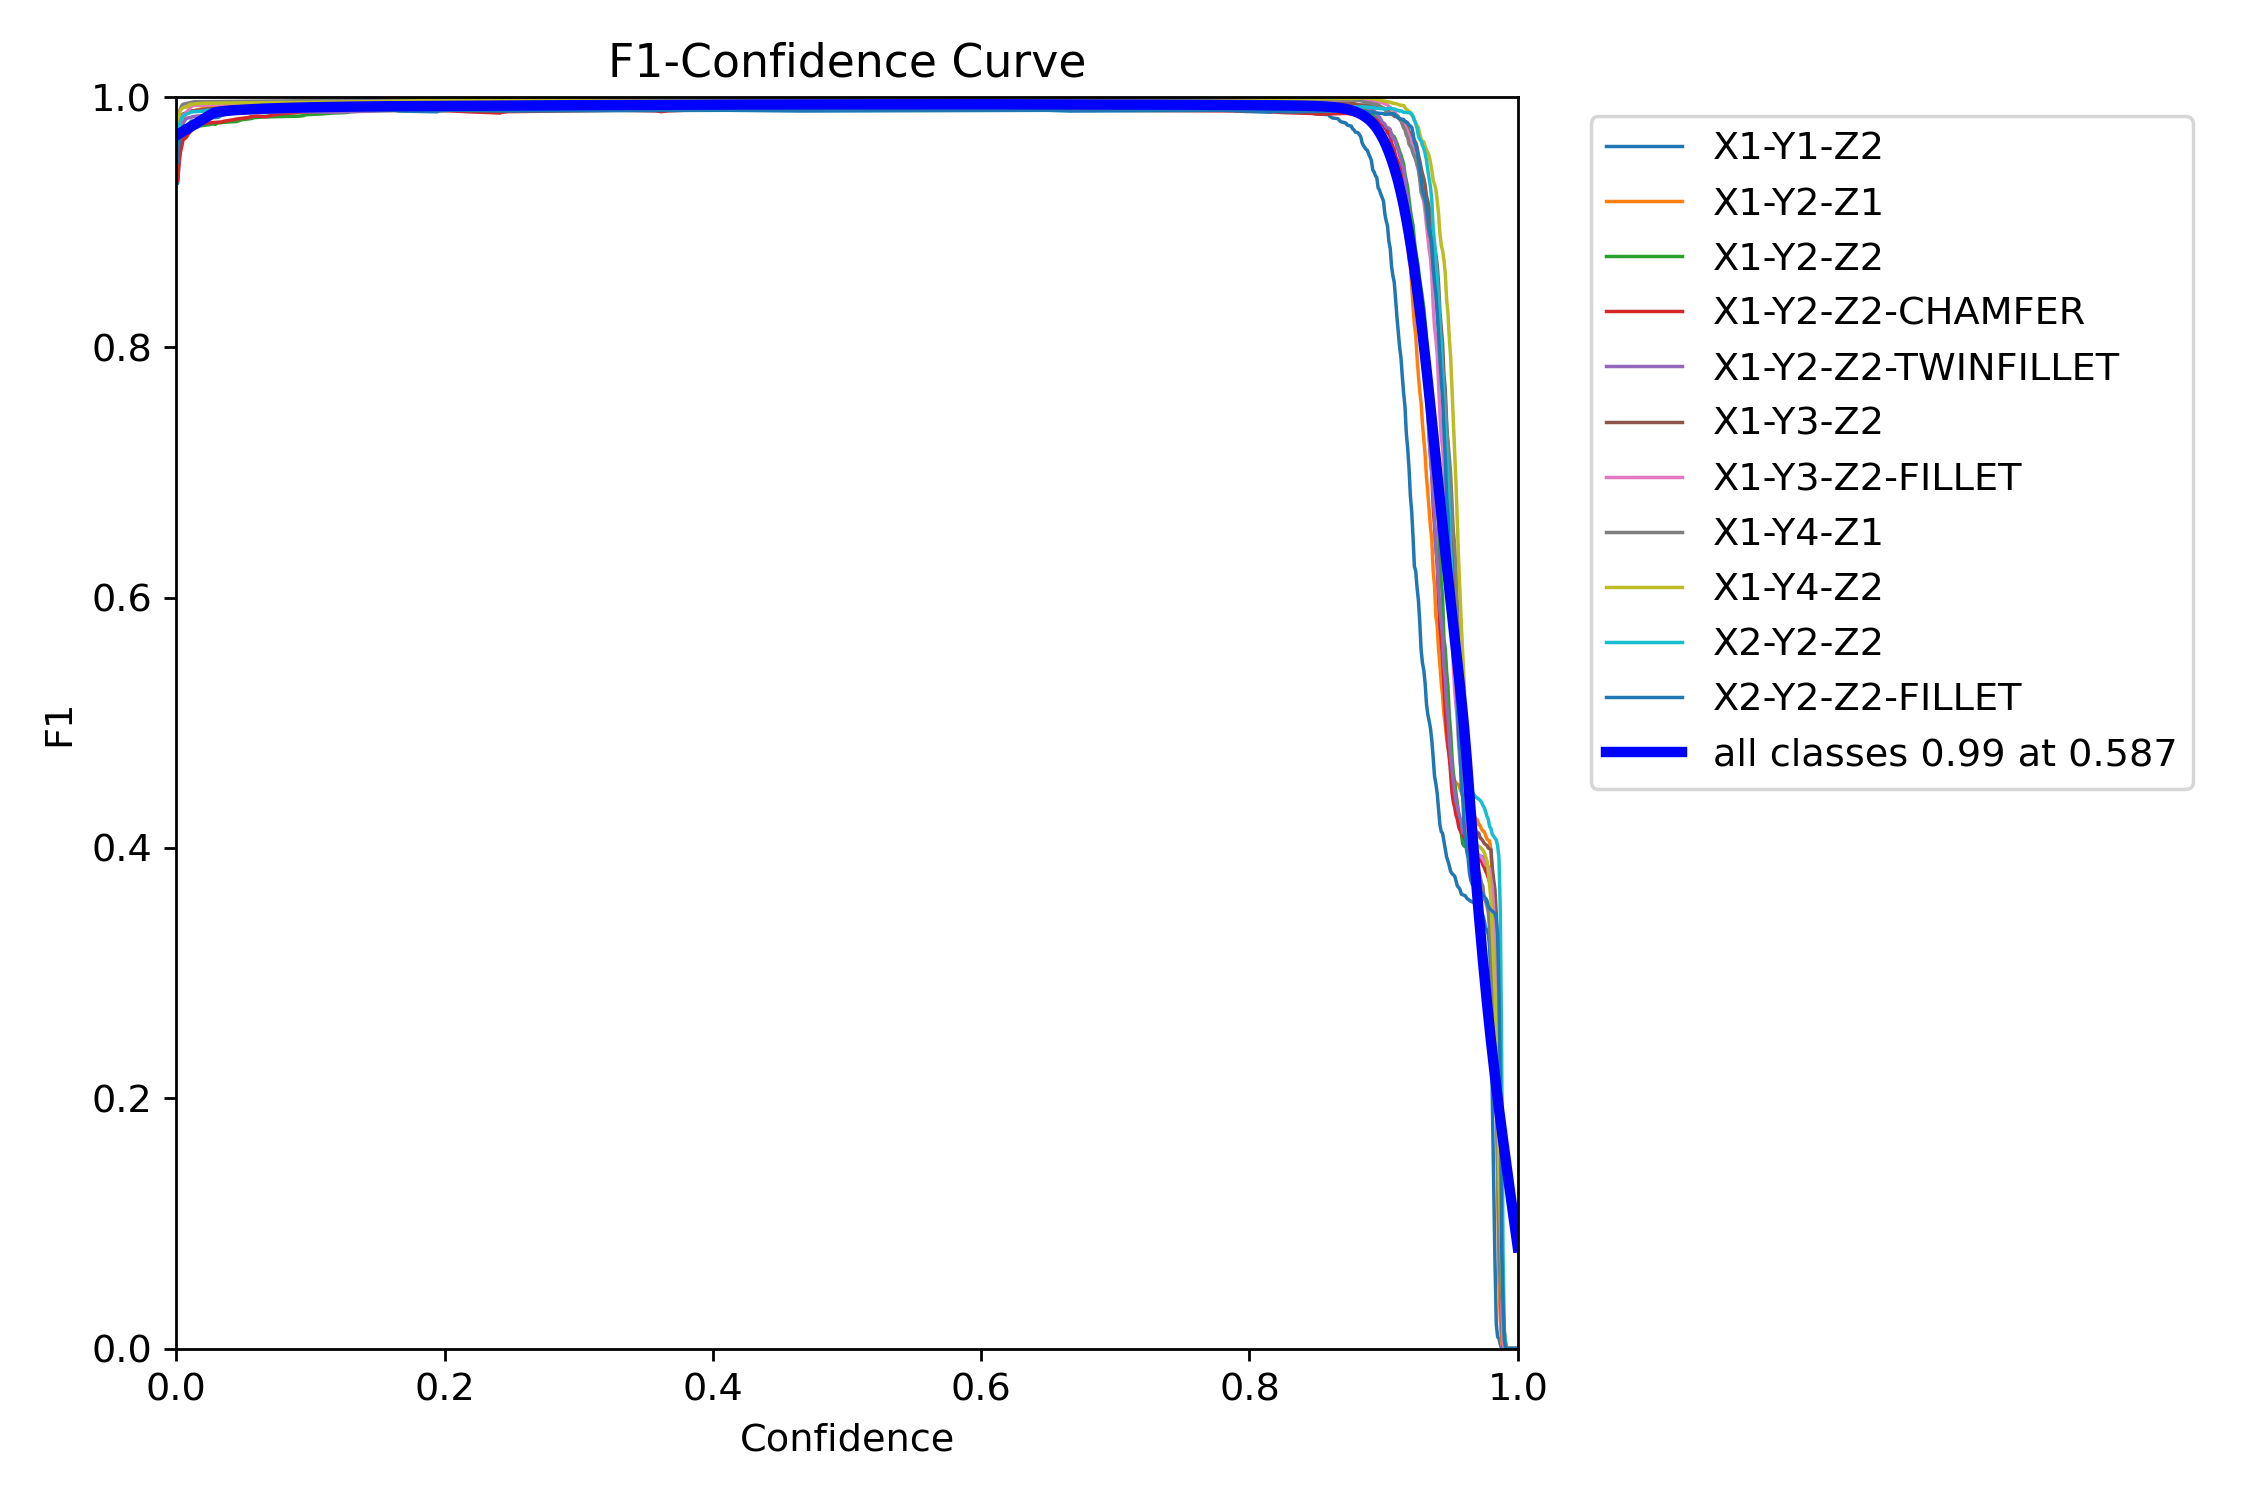 F1-Confidence Curve
1.0
0.8
0.6
0.4
0.2
0.0
F1
0.0 0.2 0.4 0.6 0.8 1.0
Confidence
X1-Y1-Z2
X1-Y2-Z1
X1-Y2-Z2
X1-Y2-Z2-CHAMFER
X1-Y2-Z2-TWINFILLET
X1-Y3-Z2
X1-Y3-Z2-FILLET
X1-Y4-Z1
X1-Y4-Z2
X2-Y2-Z2
X2-Y2-Z2-FILLET
all classes 0.99 at 0.587